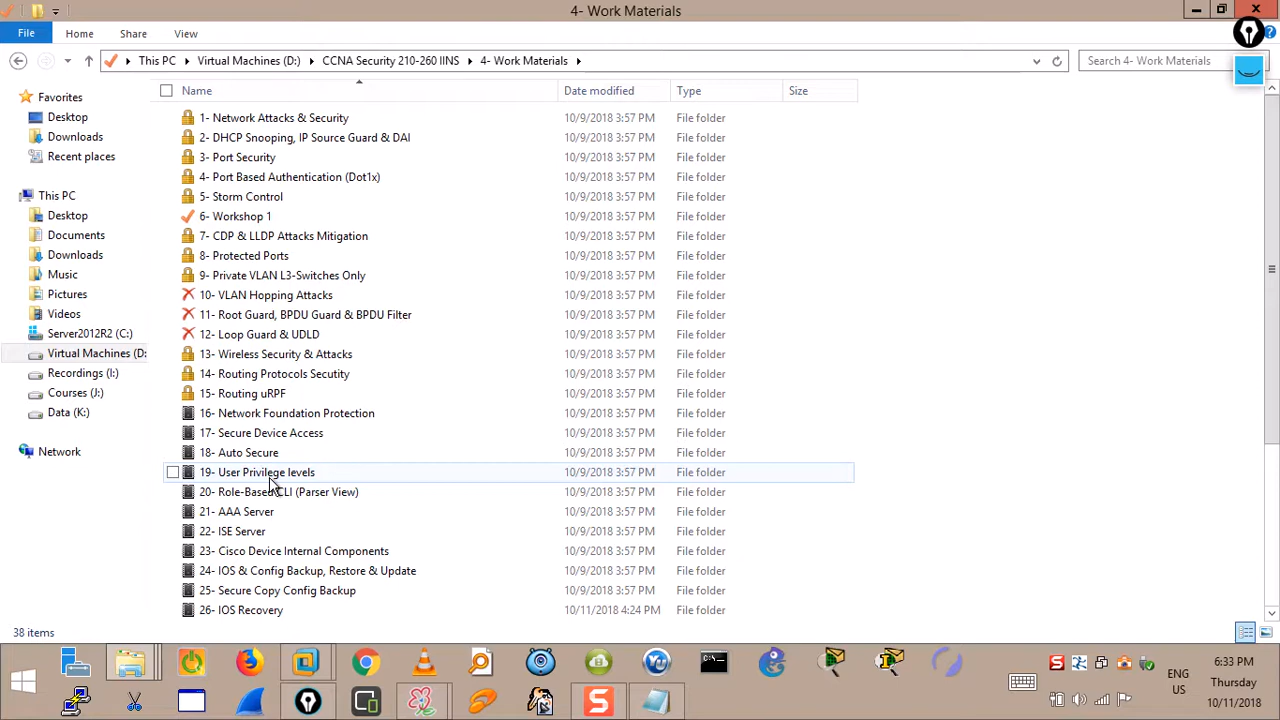 4- Work Materials
File Home Share View
This PC Virtual Machines (D:) CCNA Security 210-260 IINS 4- Work Materials Search 4- Work Materials
Name Date modified Type Size
Favorites
Desktop
Downloads
Recent places
This PC
Desktop
Documents
Downloads
Music
Pictures
Videos
Server2012R2 (C:)
Virtual Machines (D:
Recordings (I:)
Courses (J:)
Data (K:)
Network
1- Network Attacks & Security 10/9/2018 3:57 PM File folder
2- DHCP Snooping, IP Source Guard & DAI 10/9/2018 3:57 PM File folder
3- Port Security 10/9/2018 3:57 PM File folder
4- Port Based Authentication (Dot1x) 10/9/2018 3:57 PM File folder
5- Storm Control 10/9/2018 3:57 PM File folder
6- Workshop 1 10/9/2018 3:57 PM File folder
7- CDP & LLDP Attacks Mitigation 10/9/2018 3:57 PM File folder
8- Protected Ports 10/9/2018 3:57 PM File folder
9- Private VLAN L3-Switches Only 10/9/2018 3:57 PM File folder
10- VLAN Hopping Attacks 10/9/2018 3:57 PM File folder
11- Root Guard, BPDU Guard & BPDU Filter 10/9/2018 3:57 PM File folder
12- Loop Guard & UDLD 10/9/2018 3:57 PM File folder
13- Wireless Security & Attacks 10/9/2018 3:57 PM File folder
14- Routing Protocols Secutity 10/9/2018 3:57 PM File folder
15- Routing uRPF 10/9/2018 3:57 PM File folder
16- Network Foundation Protection 10/9/2018 3:57 PM File folder
17- Secure Device Access 10/9/2018 3:57 PM File folder
18- Auto Secure 10/9/2018 3:57 PM File folder
19- User Privilege levels 10/9/2018 3:57 PM File folder
20- Role-Based CLI (Parser View) 10/9/2018 3:57 PM File folder
21- AAA Server 10/9/2018 3:57 PM File folder
22- ISE Server 10/9/2018 3:57 PM File folder
23- Cisco Device Internal Components 10/9/2018 3:57 PM File folder
24- IOS & Config Backup, Restore & Update 10/9/2018 3:57 PM File folder
25- Secure Copy Config Backup 10/9/2018 3:57 PM File folder
26- IOS Recovery 10/11/2018 4:24 PM File folder
38 items
ENG
US
6:33 PM
Thursday
10/11/2018